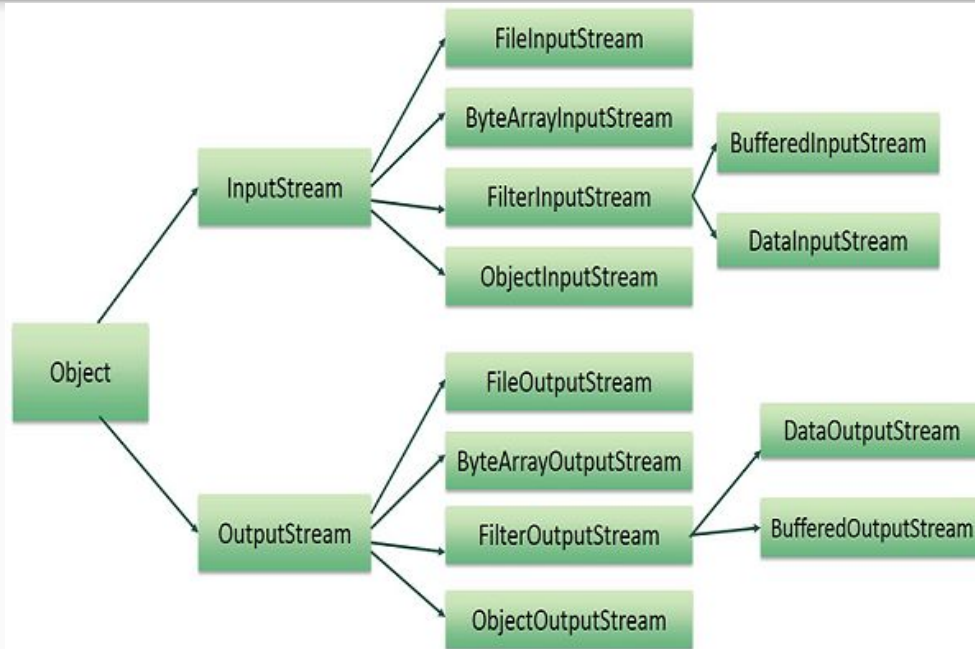 FileInputStream
ByteArrayInputStream
BufferedInputStream
InputStream
FilterInputStream
DataInputStream
ObjectInputStream
Object
FileOutputStream
DataOutputStream
ByteArrayOutputStream
OutputStream
FilterOutputStream
BufferedOutputStream
ObjectOutputStream